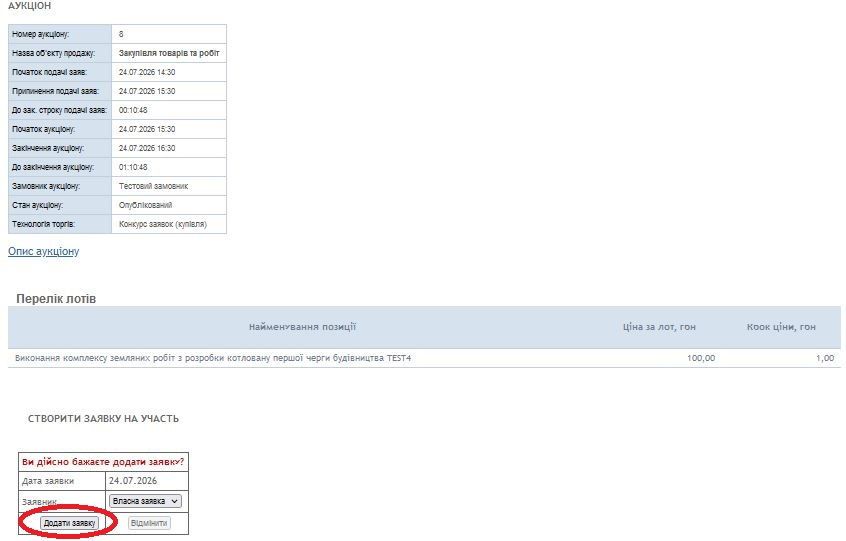 АУКЦІОН
Номер аукціону: 8
Назва об'єкту продажу: Закупівля товарів та робіт
Початок подачі заяв: 24.07.2026 14:30
Припинення подачі заяв: 24.07.2026 15:30
До зак. строку подачі заяв: 00:10:48
Початок аукціону: 24.07.2026 15:30
Закінчення аукціону: 24.07.2026 16:30
До закінчення аукціону: 01:10:48
Замовник аукціону: Тестовий замовник
Стан аукціону: Опублікований
Технологія торгів: Конкурс заявок (купівля)
Опис аукціону
Перелік лотів
Найменування позиції Ціна за лот, гон Коок ціни, гон
Виконання комплексу земляних робіт з розробки котловану першої черги будівництва TEST4 100,00 1,00
СТВОРИТИ ЗАЯВКУ НА УЧАСТЬ
Ви дійсно бажаєте додати заявку?
Дата заявки 24.07.2026
Заявник Власна заявка
Додати заявку Відмінити